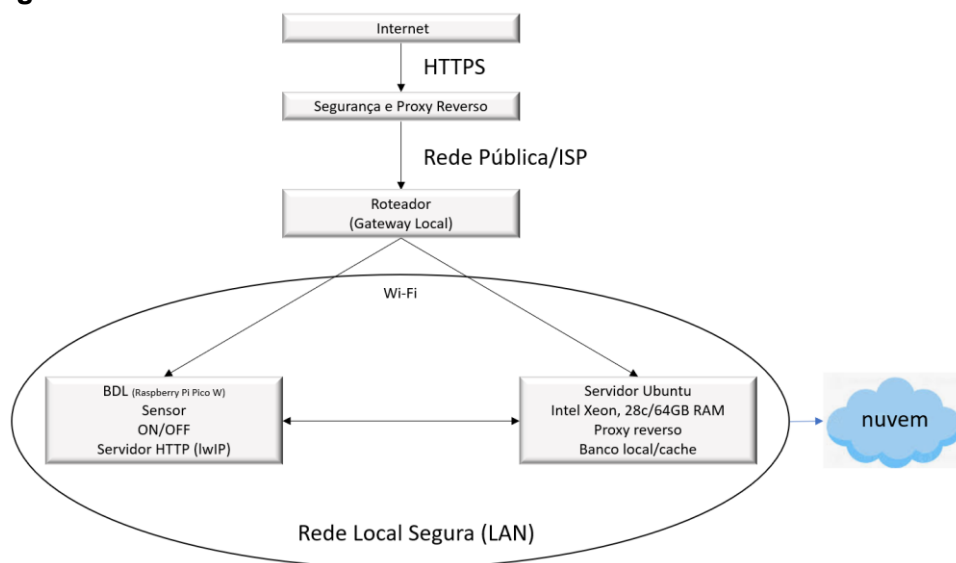 Internet
HTTPS
Segurança e Proxy Reverso
Rede Pública/ISP
Roteador
(Gateway Local)
Wi-Fi
BDL (Raspberry Pi Pico W)
Sensor
ON/OFF
Servidor HTTP (lwIP)
Servidor Ubuntu
Intel Xeon, 28c/64GB RAM
Proxy reverso
Banco local/cache
nuvem
Rede Local Segura (LAN)